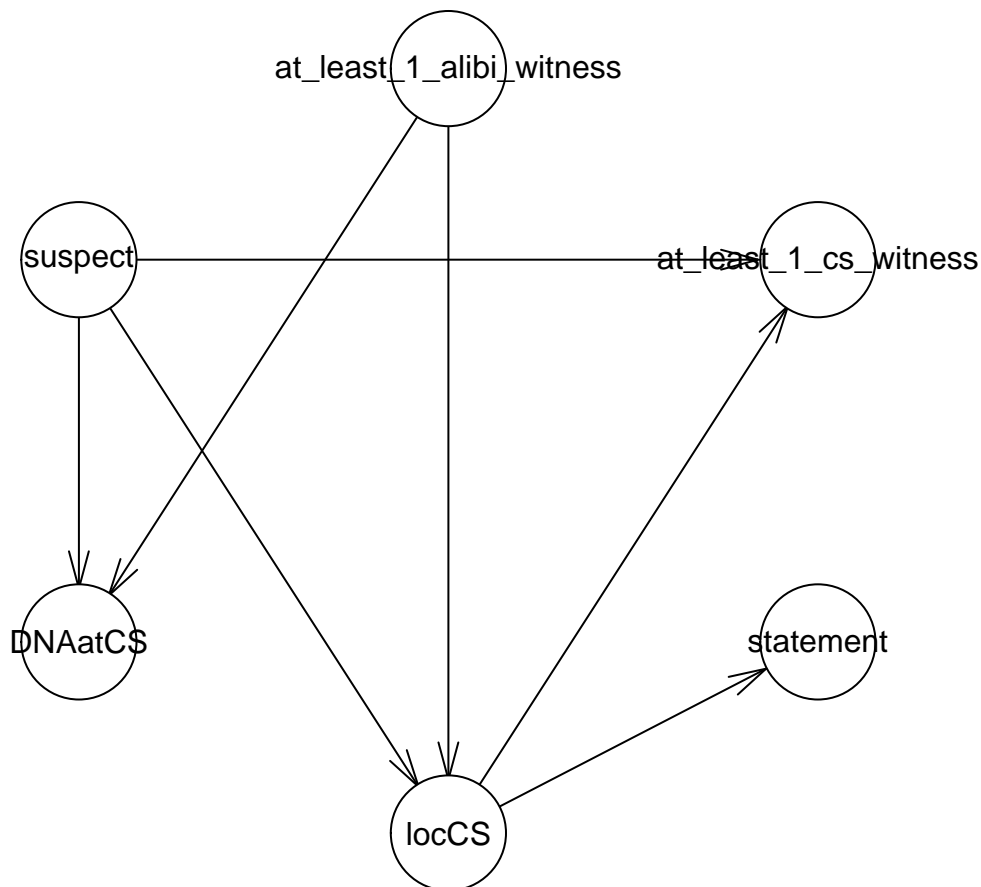 at_least_1_alibi_witness
suspect
at_least_1_cs_witness
DNAatCS
statement
locCS